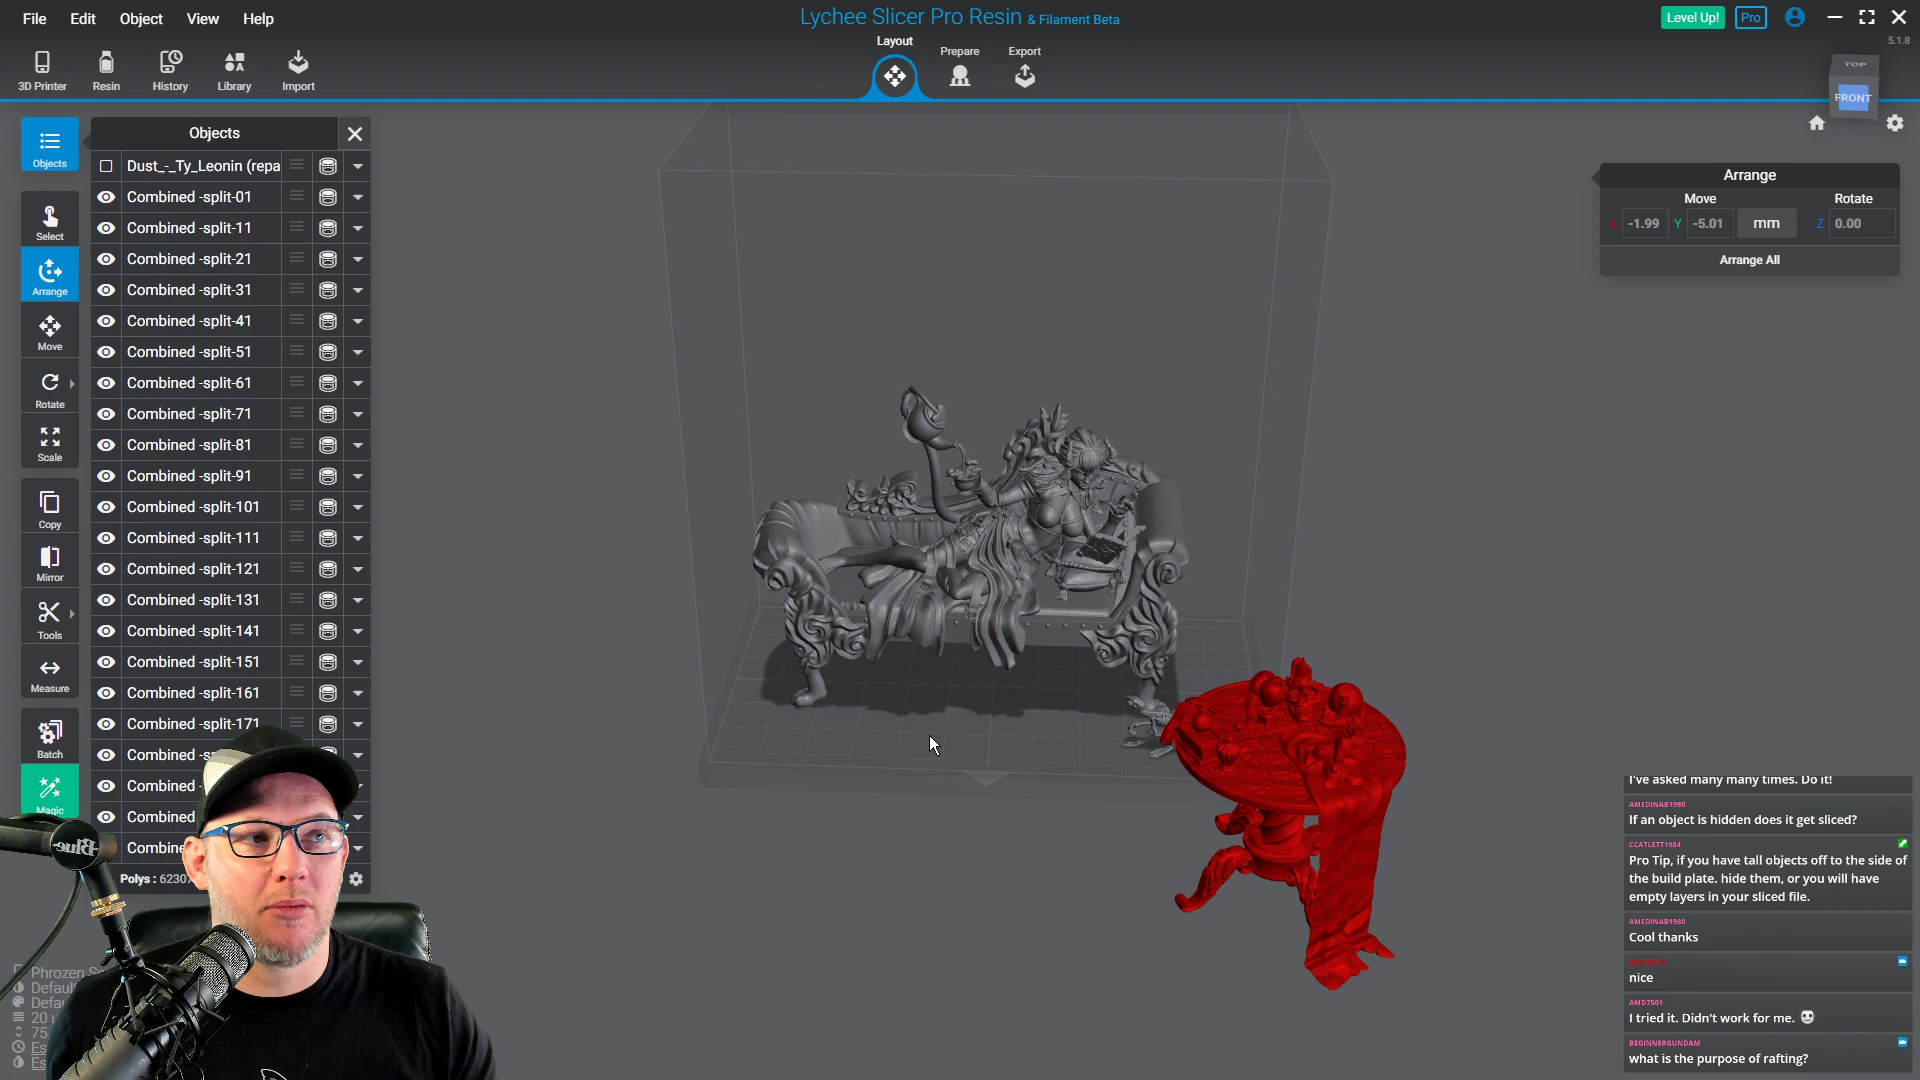 File Edit Object View Help
Lychee Slicer Pro Resin & Filament Beta
Level Up! Pro
5.1.8
3D Printer Resin History Library Import
Layout Prepare Export
TOP
FRONT
Objects
Objects
Select
Arrange
Move
Rotate
Scale
Copy
Mirror
Tools
Measure
Batch
Magic
Dust_-_Ty_Leonin (repa
Combined -split-01
Combined -split-11
Combined -split-21
Combined -split-31
Combined -split-41
Combined -split-51
Combined -split-61
Combined -split-71
Combined -split-81
Combined -split-91
Combined -split-101
Combined -split-111
Combined -split-121
Combined -split-131
Combined -split-141
Combined -split-151
Combined -split-161
Combined -split-171
Combined -s
Combined
Combined
Combine
Polys : 6230
Arrange
Move Rotate
X -1.99 Y -5.01 mm Z 0.00
Arrange All
Phrozen S
Defaul
Defau
20
75
Es
Es
Blue
I've asked many many times. Do it!
AMEDINAB1980
If an object is hidden does it get sliced?
CCATLETT1984
Pro Tip, if you have tall objects off to the side of
the build plate. hide them, or you will have
empty layers in your sliced file.
AMEDINAB1980
Cool thanks
nice
AMD7501
I tried it. Didn't work for me.
BEGINNERGUNDAM
what is the purpose of rafting?